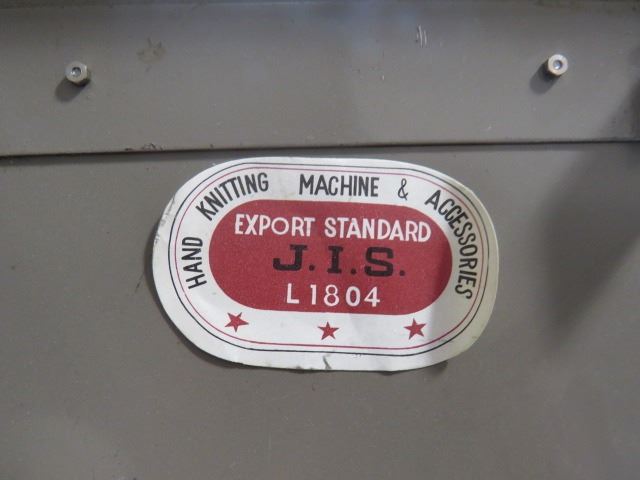 HAND KNITTING MACHINE & ACCESSORIES
EXPORT STANDARD
J.I.S.
L1804